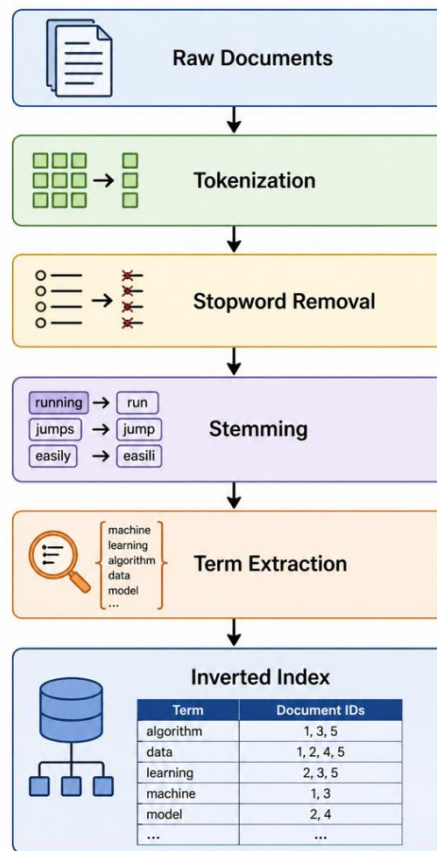 Raw Documents
Tokenization
Stopword Removal
running → run
jumps → jump
easily → easili
Stemming
machine
learning
algorithm
data
model
...
Term Extraction
Inverted Index
Term Document IDs
algorithm 1, 3, 5
data 1, 2, 4, 5
learning 2, 3, 5
machine 1, 3
model 2, 4
... ...